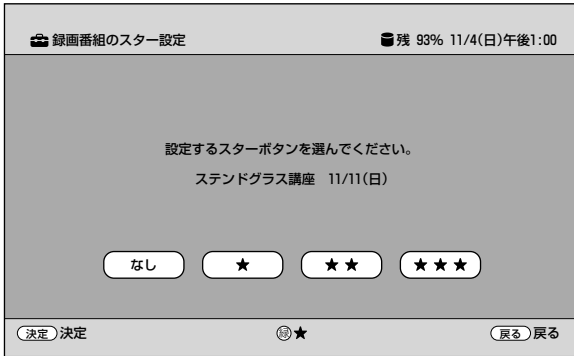 録画番組のスター設定 残 93% 11/4(日)午後1:00
設定するスターボタンを選んでください。
ステンドグラス講座 11/11(日)
なし ★ ★★ ★★★
決定 決定 緑 ★ 戻る 戻る